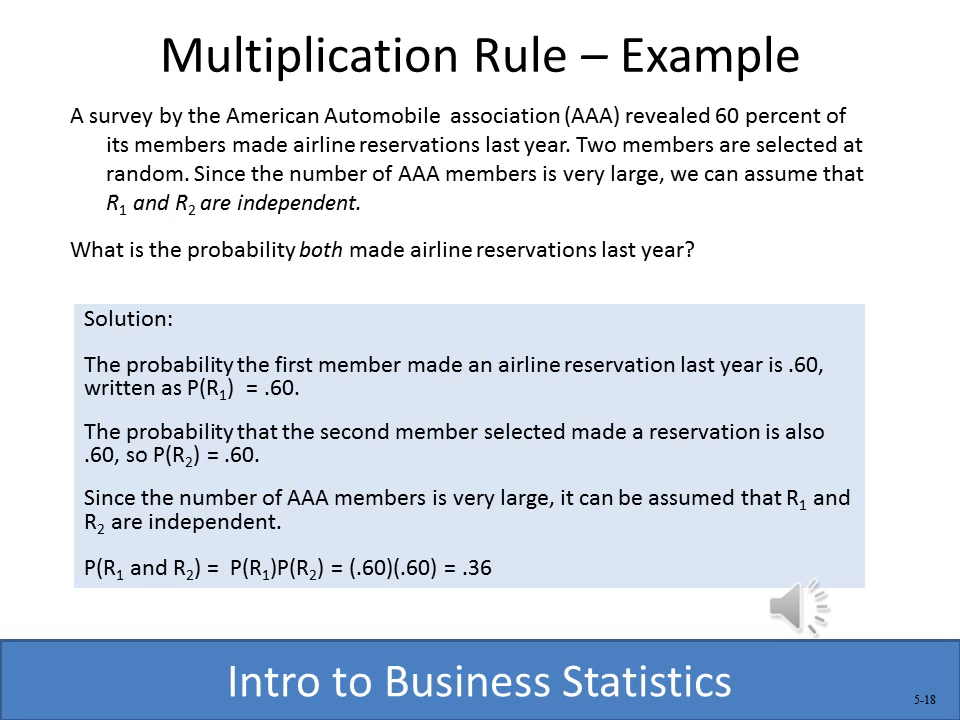 Multiplication Rule – Example
A survey by the American Automobile association (AAA) revealed 60 percent of
its members made airline reservations last year. Two members are selected at
random. Since the number of AAA members is very large, we can assume that
R₁ and R₂ are independent.
What is the probability both made airline reservations last year?
Solution:
The probability the first member made an airline reservation last year is .60,
written as P(R₁) = .60.
The probability that the second member selected made a reservation is also
.60, so P(R₂) = .60.
Since the number of AAA members is very large, it can be assumed that R₁ and
R₂ are independent.
P(R₁ and R₂) = P(R₁)P(R₂) = (.60)(.60) = .36
Intro to Business Statistics
5-18